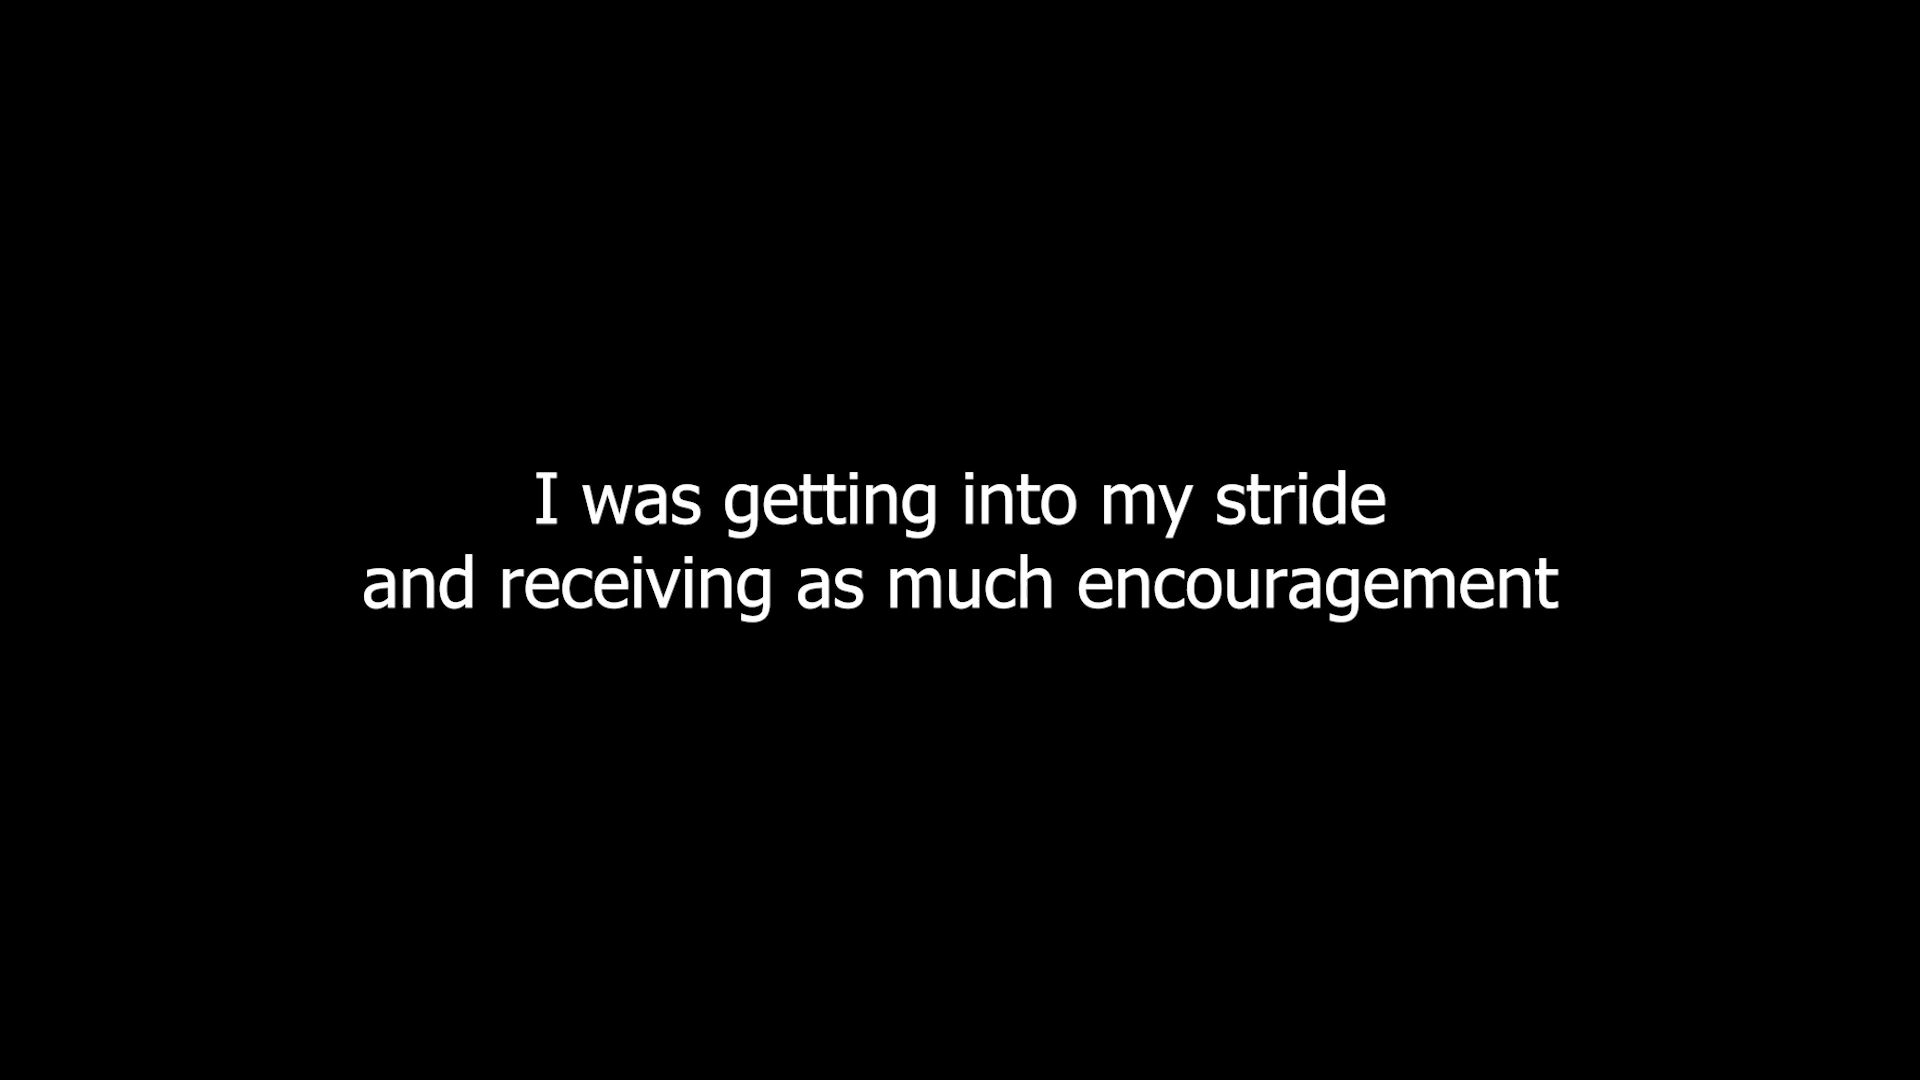 I was getting into my stride
and receiving as much encouragement